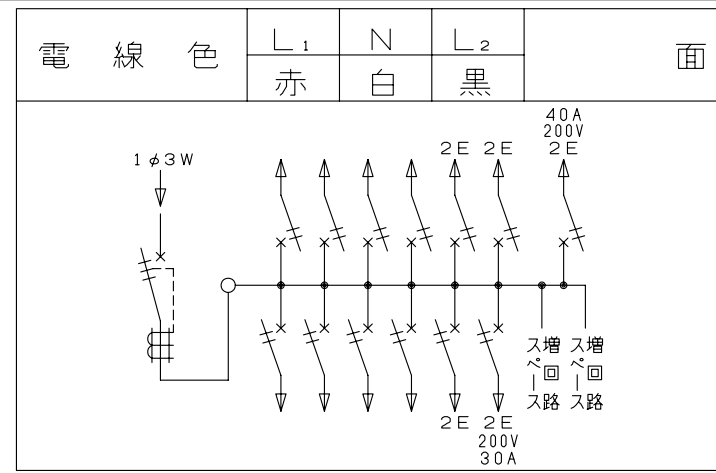 電線色
L₁ N L₂
赤 白 黒
面
1φ3W
40A
200V
2E 2E 2E
増回路
スペース
増回路
スペース
2E 2E
200V
30A